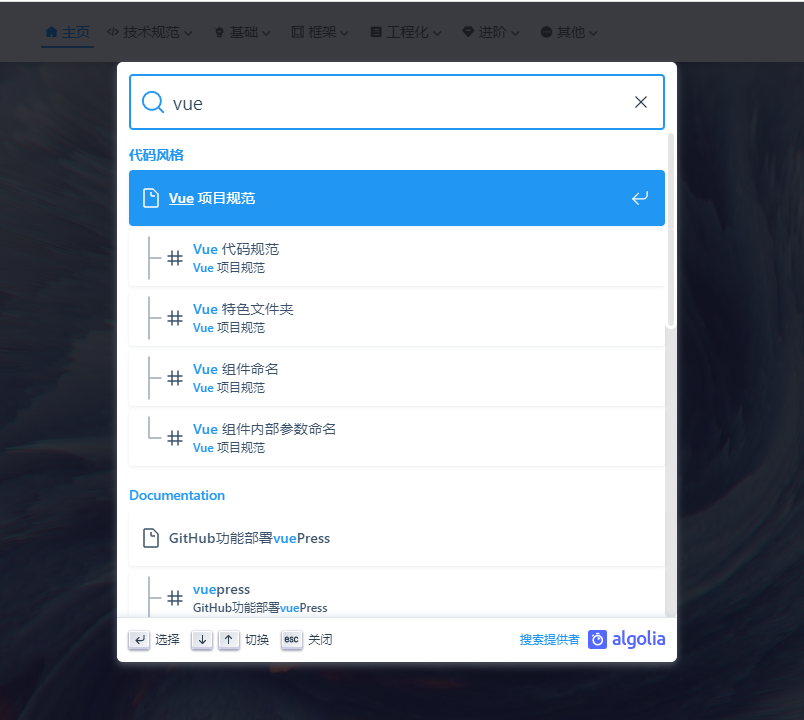 主页 技术规范 基础 框架 工程化 进阶 其他
vue
代码风格
Vue 项目规范
Vue 代码规范
Vue 项目规范
Vue 特色文件夹
Vue 项目规范
Vue 组件命名
Vue 项目规范
Vue 组件内部参数命名
Vue 项目规范
Documentation
GitHub功能部署vuePress
vuepress
GitHub功能部署vuePress
选择 切换 esc 关闭 搜索提供者 algolia